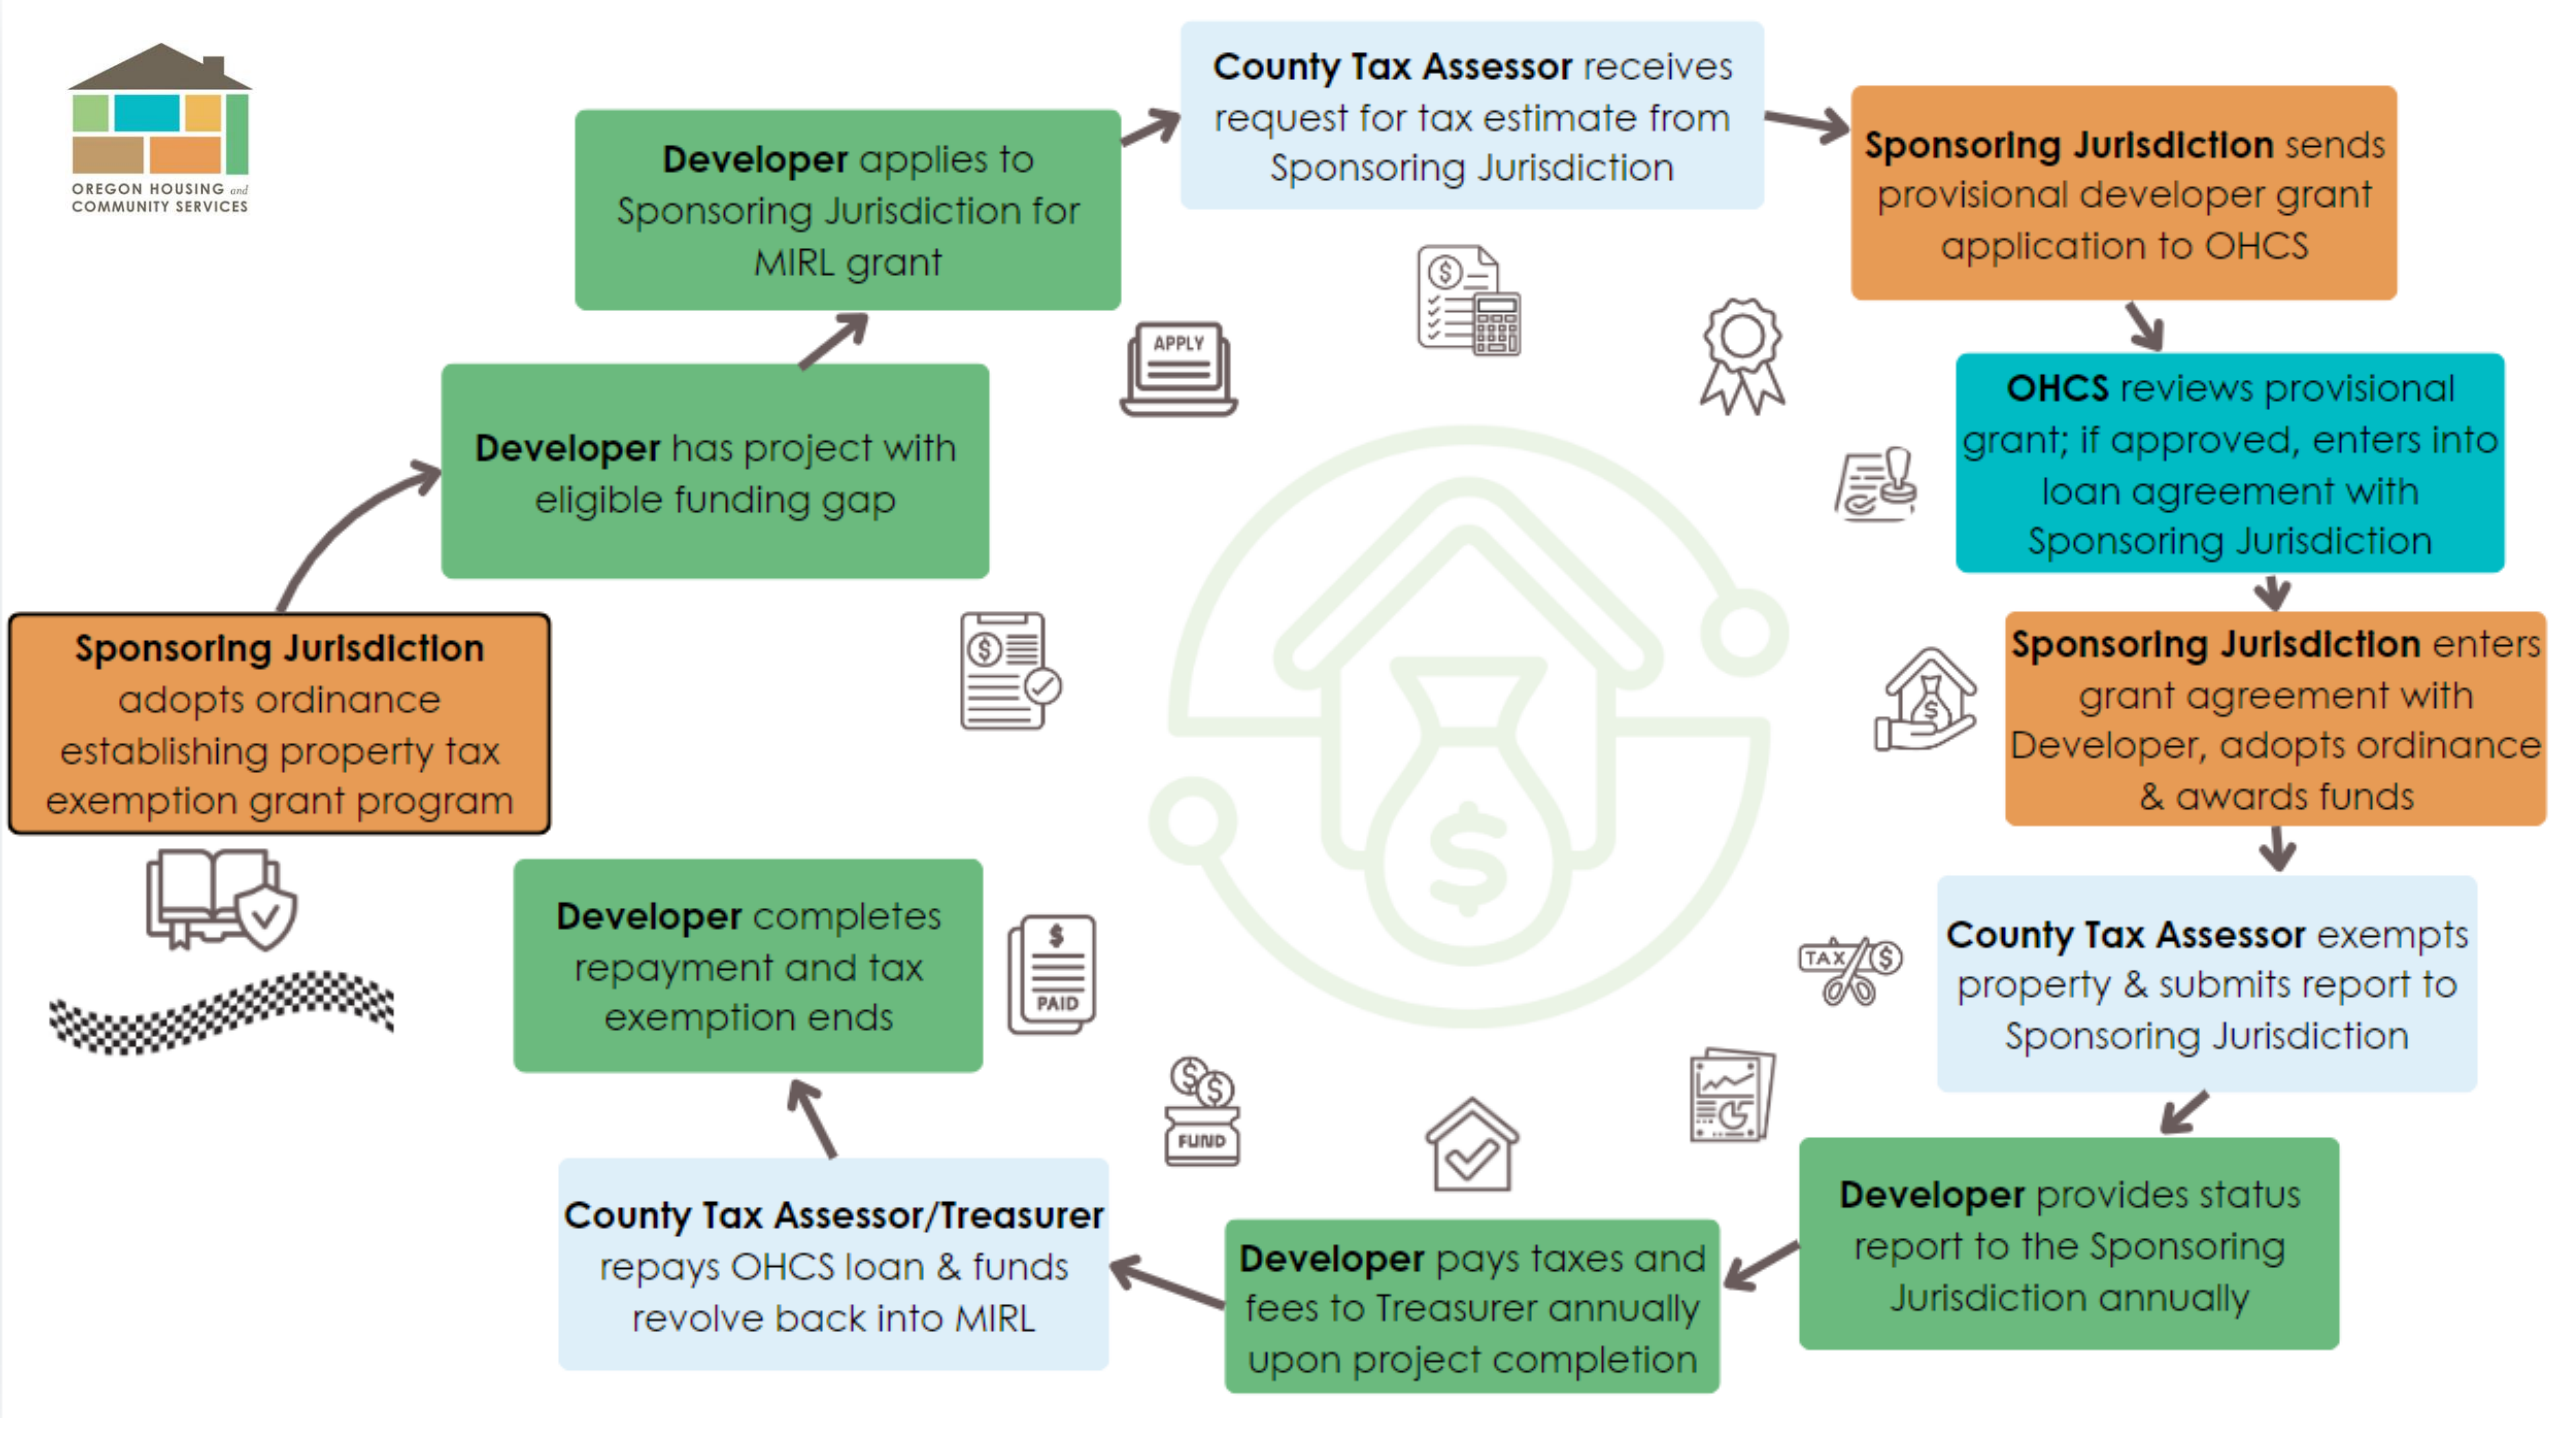 OREGON HOUSING and
COMMUNITY SERVICES
Sponsoring Jurisdiction
adopts ordinance
establishing property tax
exemption grant program
Developer has project with
eligible funding gap
Developer applies to
Sponsoring Jurisdiction for
MIRL grant
APPLY
County Tax Assessor receives
request for tax estimate from
Sponsoring Jurisdiction
$
Sponsoring Jurisdiction sends
provisional developer grant
application to OHCS
OHCS reviews provisional
grant; if approved, enters into
loan agreement with
Sponsoring Jurisdiction
Sponsoring Jurisdiction enters
grant agreement with
Developer, adopts ordinance
& awards funds
$
County Tax Assessor exempts
property & submits report to
Sponsoring Jurisdiction
TAX $
Developer provides status
report to the Sponsoring
Jurisdiction annually
Developer pays taxes and
fees to Treasurer annually
upon project completion
County Tax Assessor/Treasurer
repays OHCS loan & funds
revolve back into MIRL
$ $
FUND
Developer completes
repayment and tax
exemption ends
$
PAID
$
$